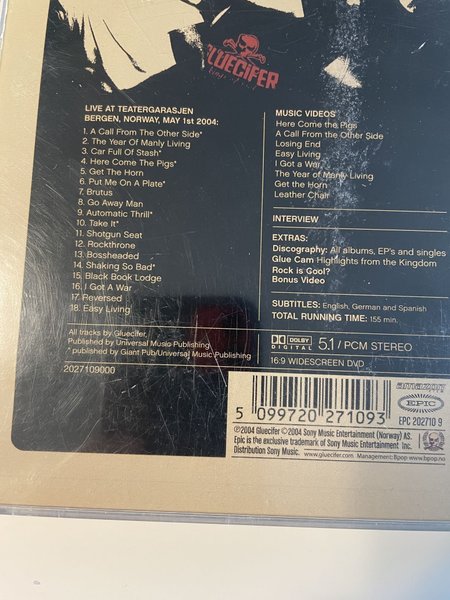 GLUECIFER
LIVE AT TEATERGARASJEN
BERGEN, NORWAY, MAY 1st 2004:
1. A Call From The Other Side*
2. The Year Of Manly Living
3. Car Full Of Stash*
4. Here Come The Pigs*
5. Get The Horn
6. Put Me On A Plate*
7. Brutus
8. Go Away Man
9. Automatic Thrill*
10. Take It*
11. Shotgun Seat
12. Rockthrone
13. Bossheaded
14. Shaking So Bad*
15. Black Book Lodge
16. I Got A War
17. Reversed
18. Easy Living
All tracks by Gluecifer,
Published by Universal Music Publishing
* published by Giant Pub/Universal Music Publishing
2027109000
MUSIC VIDEOS
Here Come the Pigs
A Call From the Other Side
Losing End
Easy Living
I Got a War
The Year of Manly Living
Get the Horn
Leather Chair
INTERVIEW
EXTRAS:
Discography: All albums, EP's and singles
Glue Cam Highlights from the Kingdom
Rock is Gool?
Bonus Video
SUBTITLES: English, German and Spanish
TOTAL RUNNING TIME: 155 min.
DOLBY DIGITAL 5.1 / PCM STEREO
16:9 WIDESCREEN DVD
5 099720 271093
EPIC
EPC 202710 9
℗2004 Gluecifer ©2004 Sony Music Entertainment (Norway) AS.
Epic is the exclusive trademark of Sony Music Entertainment Inc.
Distribution Sony Music.
www.gluecifer.com Management: Bpop www.bpop.no